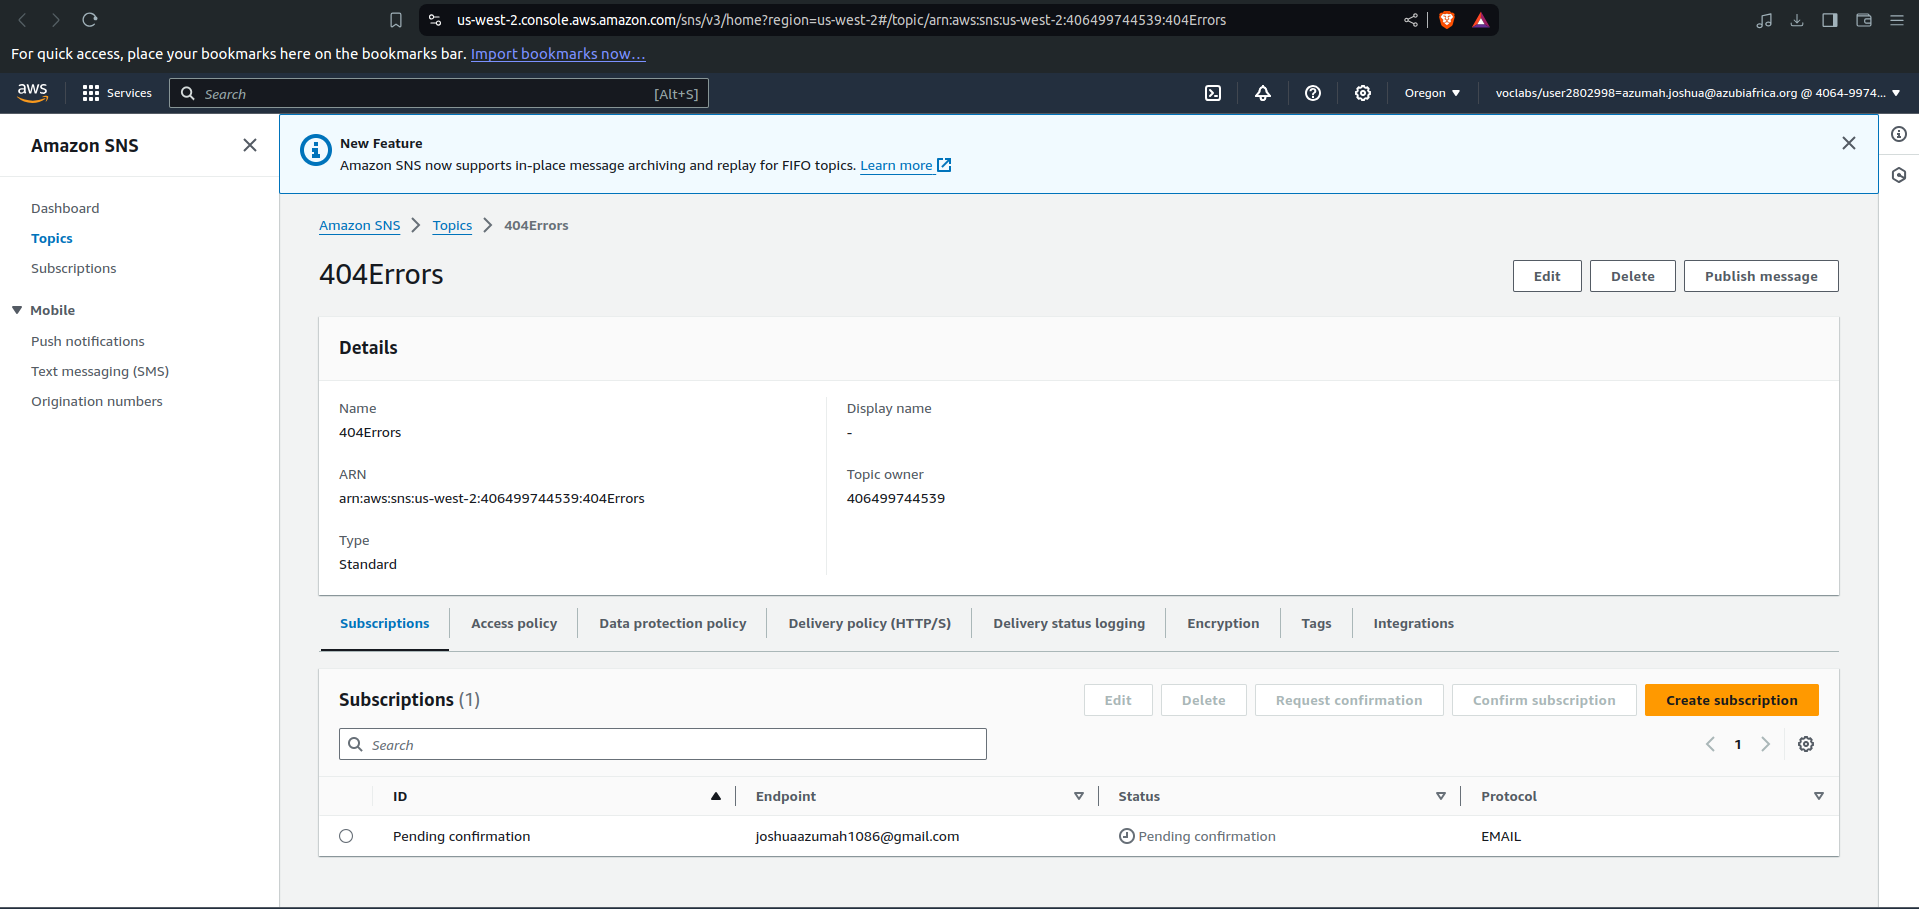 us-west-2.console.aws.amazon.com/sns/v3/home?region=us-west-2#/topic/arn:aws:sns:us-west-2:406499744539:404Errors
For quick access, place your bookmarks here on the bookmarks bar. Import bookmarks now...
aws Services Search [Alt+S] Oregon voclabs/user2802998=azumah.joshua@azubiafrica.org @ 4064-9974...
Amazon SNS
Dashboard
Topics
Subscriptions
Mobile
Push notifications
Text messaging (SMS)
Origination numbers
New Feature
Amazon SNS now supports in-place message archiving and replay for FIFO topics. Learn more
Amazon SNS Topics 404Errors
404Errors
Edit Delete Publish message
Details
Name
404Errors
ARN
arn:aws:sns:us-west-2:406499744539:404Errors
Type
Standard
Display name
-
Topic owner
406499744539
Subscriptions Access policy Data protection policy Delivery policy (HTTP/S) Delivery status logging Encryption Tags Integrations
Subscriptions (1)
Edit Delete Request confirmation Confirm subscription Create subscription
Search
1
ID Endpoint Status Protocol
Pending confirmation joshuaazumah1086@gmail.com Pending confirmation EMAIL